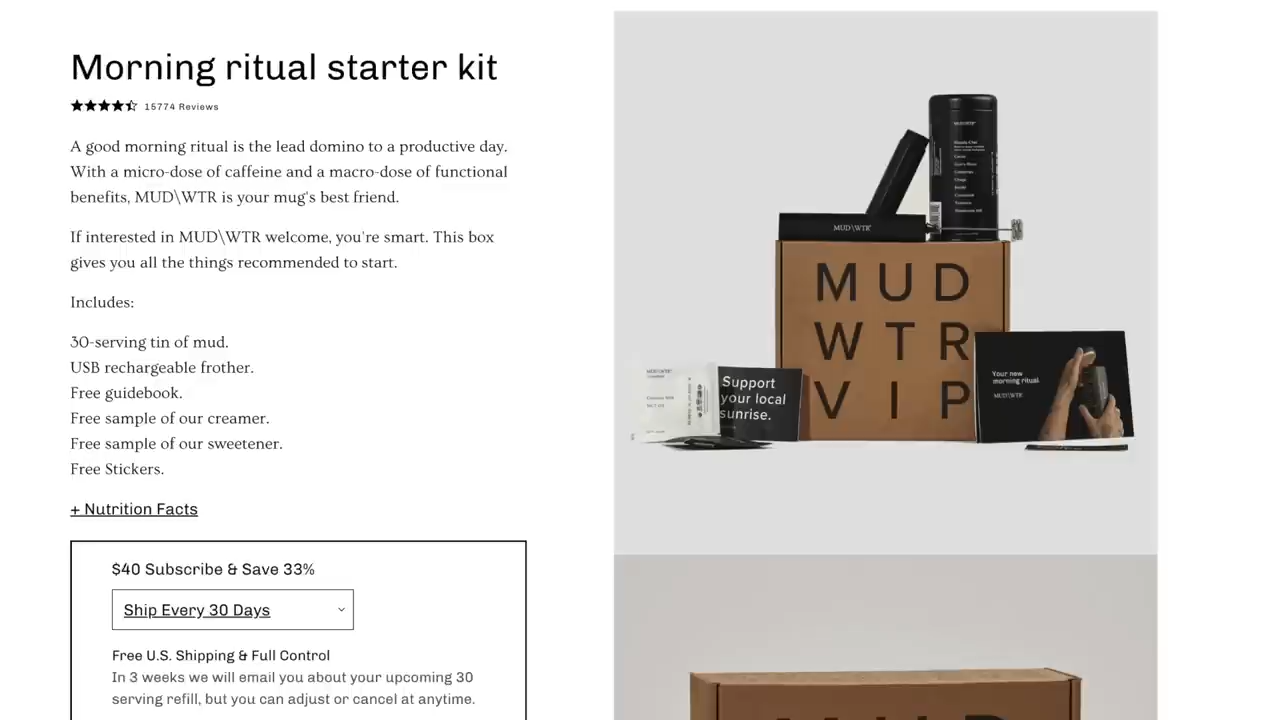 Morning ritual starter kit
15774 Reviews
A good morning ritual is the lead domino to a productive day.
With a micro-dose of caffeine and a macro-dose of functional
benefits, MUD\WTR is your mug's best friend.
If interested in MUD\WTR welcome, you're smart. This box
gives you all the things recommended to start.
Includes:
30-serving tin of mud.
USB rechargeable frother.
Free guidebook.
Free sample of our creamer.
Free sample of our sweetener.
Free Stickers.
+ Nutrition Facts
$40 Subscribe & Save 33%
Ship Every 30 Days
Free U.S. Shipping & Full Control
In 3 weeks we will email you about your upcoming 30
serving refill, but you can adjust or cancel at anytime.
MUD\WTR
MUD
WTR
VIP
Support
your local
sunrise.
Your new
morning ritual.
MUD\WTR